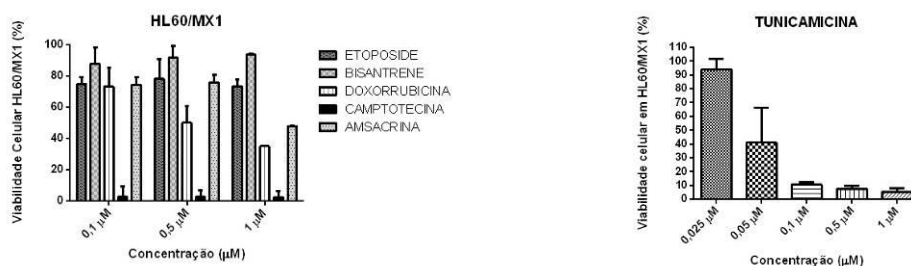 HL60/MX1
Viabilidade Celular HL60/MX1 (%)
100
80
60
40
20
0
0,1 µM
0,5 µM
1 µM
Concentração (µM)
ETOPOSIDE
BISANTRENE
DOXORRUBICINA
CAMPTOTECINA
AMSACRINA
TUNICAMICINA
Viabilidade celular em HL60/MX1 (%)
110
100
90
80
70
60
50
40
30
20
10
0
0,025 µM
0,05 µM
0.1 µM
0.5 µM
1 µM
Concentração (µM)